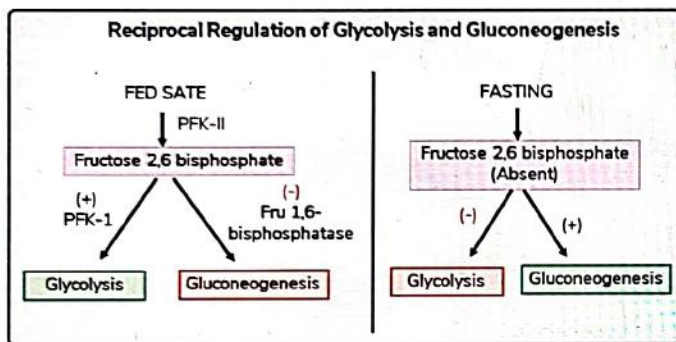 Reciprocal Regulation of Glycolysis and Gluconeogenesis
FED SATE
PFK-II
Fructose 2,6 bisphosphate
(+)
PFK-1
(-)
Fru 1,6-
bisphosphatase
Glycolysis
Gluconeogenesis
FASTING
Fructose 2,6 bisphosphate
(Absent)
(-)
(+)
Glycolysis
Gluconeogenesis